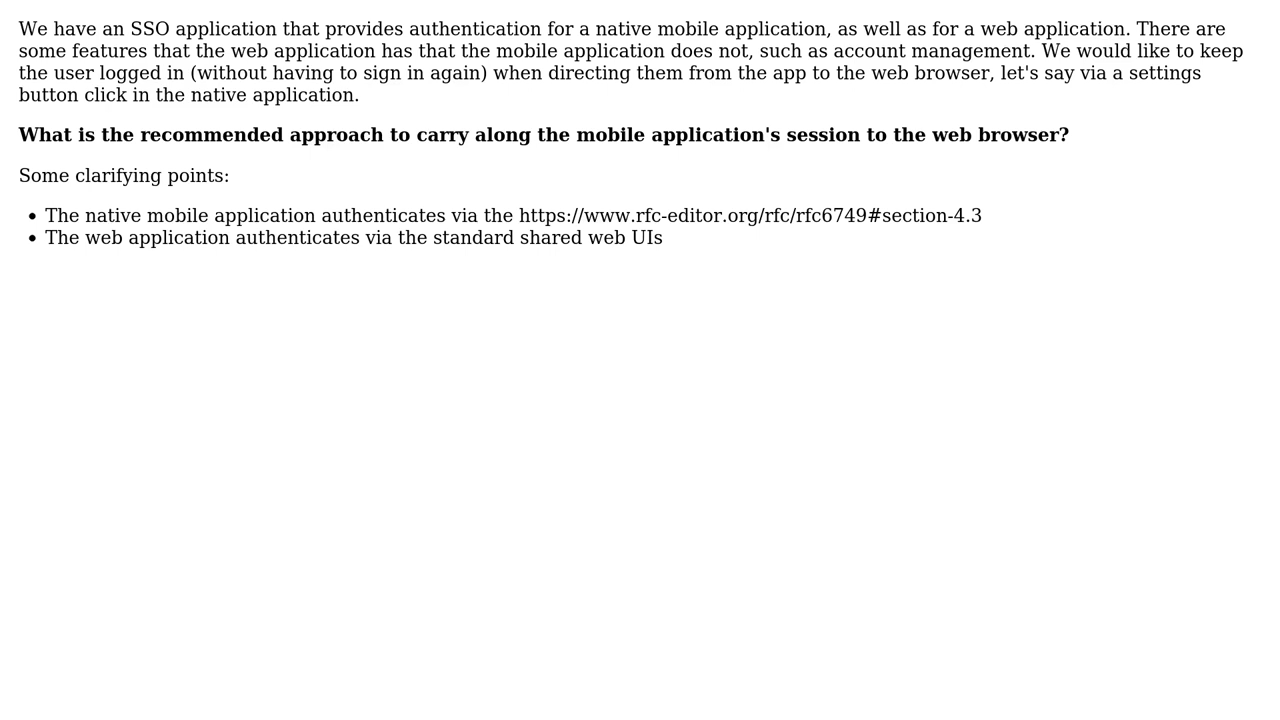 We have an SSO application that provides authentication for a native mobile application, as well as for a web application. There are
some features that the web application has that the mobile application does not, such as account management. We would like to keep
the user logged in (without having to sign in again) when directing them from the app to the web browser, let's say via a settings
button click in the native application.
What is the recommended approach to carry along the mobile application's session to the web browser?
Some clarifying points:
• The native mobile application authenticates via the https://www.rfc-editor.org/rfc/rfc6749#section-4.3
• The web application authenticates via the standard shared web UIs